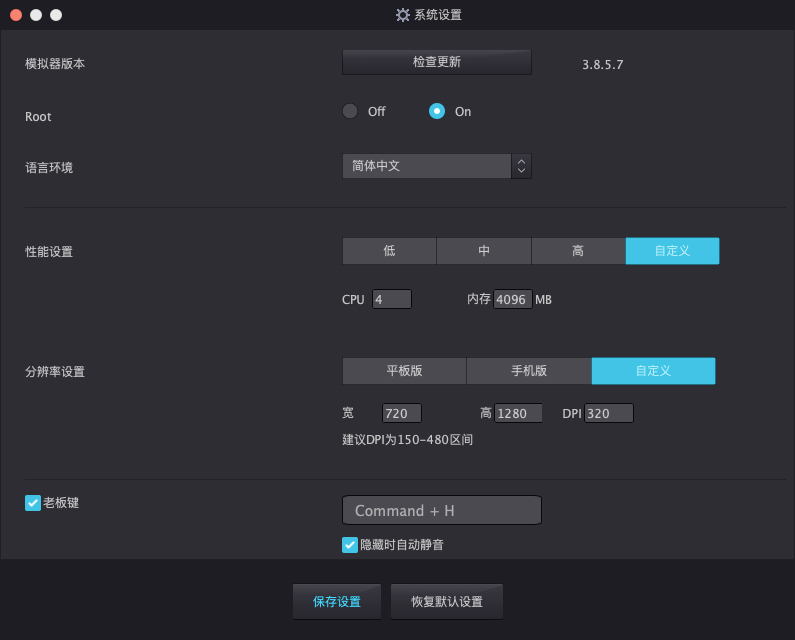 系统设置
模拟器版本 检查更新 3.8.5.7
Root Off On
语言环境 简体中文
性能设置 低 中 高 自定义
CPU 4 内存 4096 MB
分辨率设置 平板版 手机版 自定义
宽 720 高 1280 DPI 320
建议DPI为150-480区间
老板键 Command + H
隐藏时自动静音
保存设置 恢复默认设置